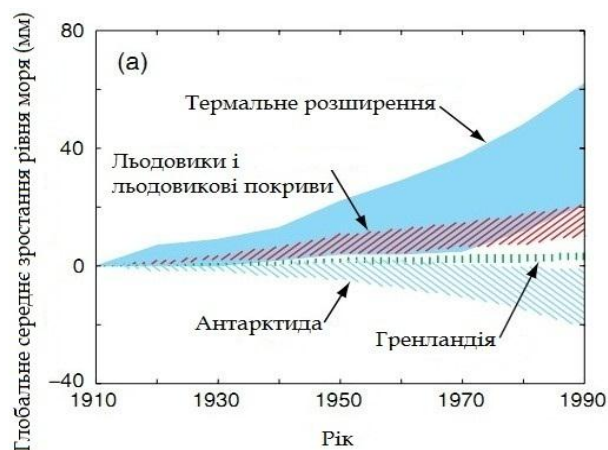 Глобальне середнє зростання рівня моря (мм)
80
40
0
−40
(a)
Термальне розширення
Льодовики і
льодовикові покриви
Антарктида
Гренландія
1910
1930
1950
1970
1990
Рік